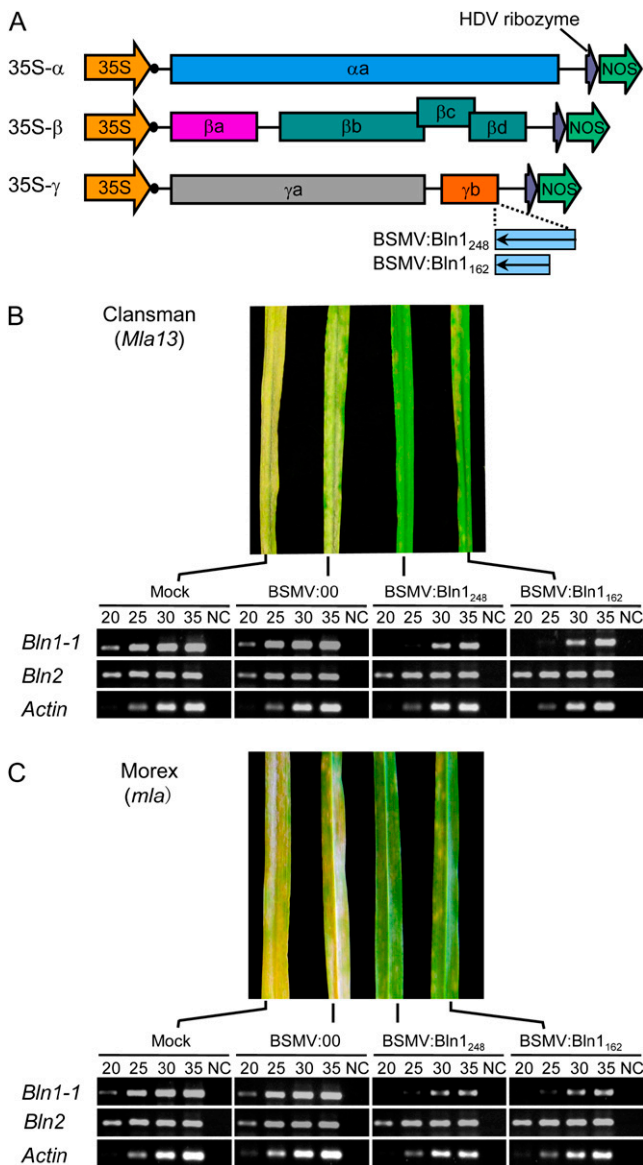 A
HDV ribozyme
35S-α 35S αa NOS
35S-β 35S βa βb βc βd NOS
35S-γ 35S γa γb NOS
BSMV:Bln1248
BSMV:Bln1162
B
Clansman
(Mla13)
Mock BSMV:00 BSMV:Bln1248 BSMV:Bln1162
20 25 30 35 NC 20 25 30 35 NC 20 25 30 35 NC 20 25 30 35 NC
Bln1-1
Bln2
Actin
C
Morex
(mla)
Mock BSMV:00 BSMV:Bln1248 BSMV:Bln1162
20 25 30 35 NC 20 25 30 35 NC 20 25 30 35 NC 20 25 30 35 NC
Bln1-1
Bln2
Actin